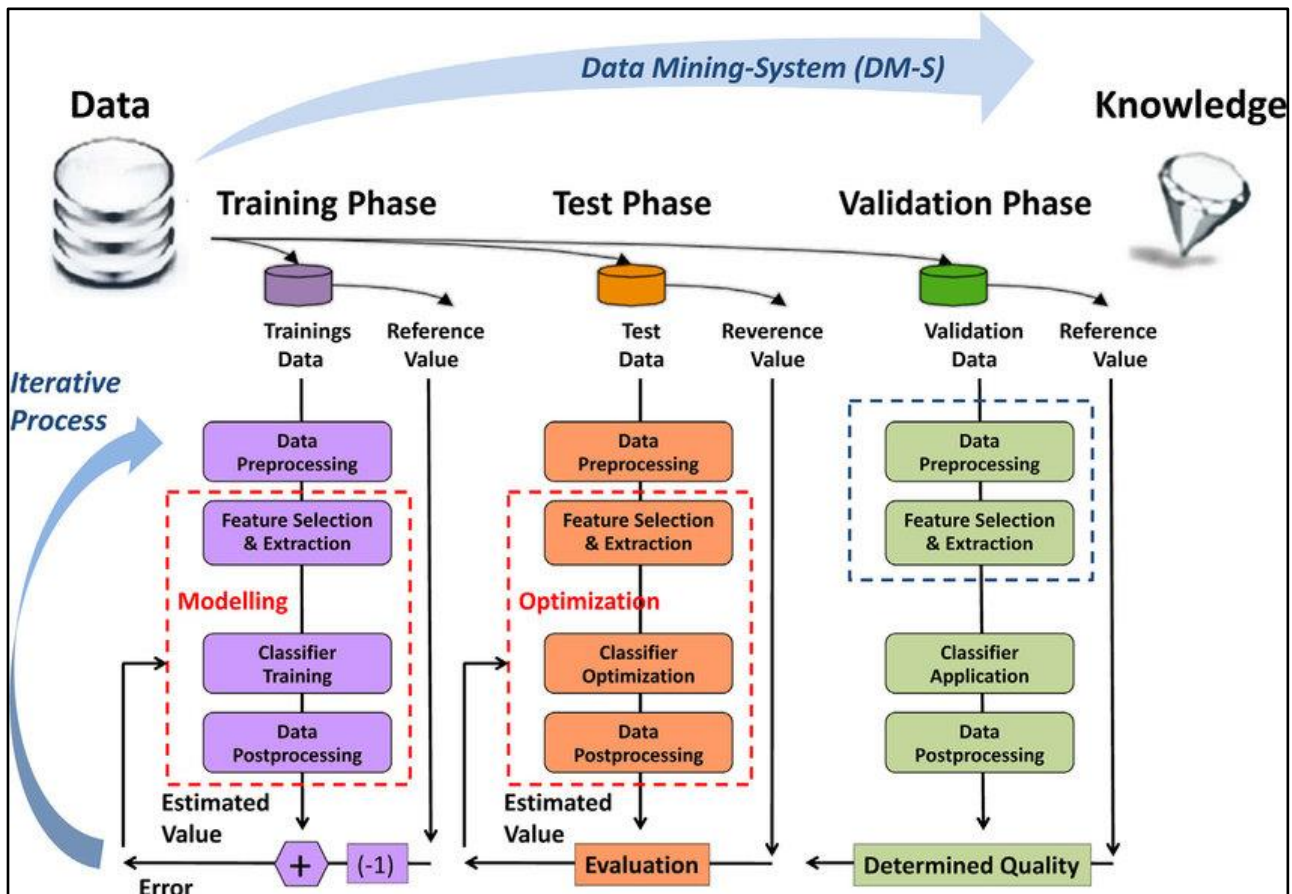 Data Mining-System (DM-S)
Data
Knowledge
Training Phase
Test Phase
Validation Phase
Trainings
Data
Reference
Value
Test
Data
Reverence
Value
Validation
Data
Reference
Value
Iterative
Process
Data
Preprocessing
Feature Selection
& Extraction
Modelling
Classifier
Training
Data
Postprocessing
Estimated
Value
+
(-1)
Error
Data
Preprocessing
Feature Selection
& Extraction
Optimization
Classifier
Optimization
Data
Postprocessing
Estimated
Value
Evaluation
Data
Preprocessing
Feature Selection
& Extraction
Classifier
Application
Data
Postprocessing
Determined Quality